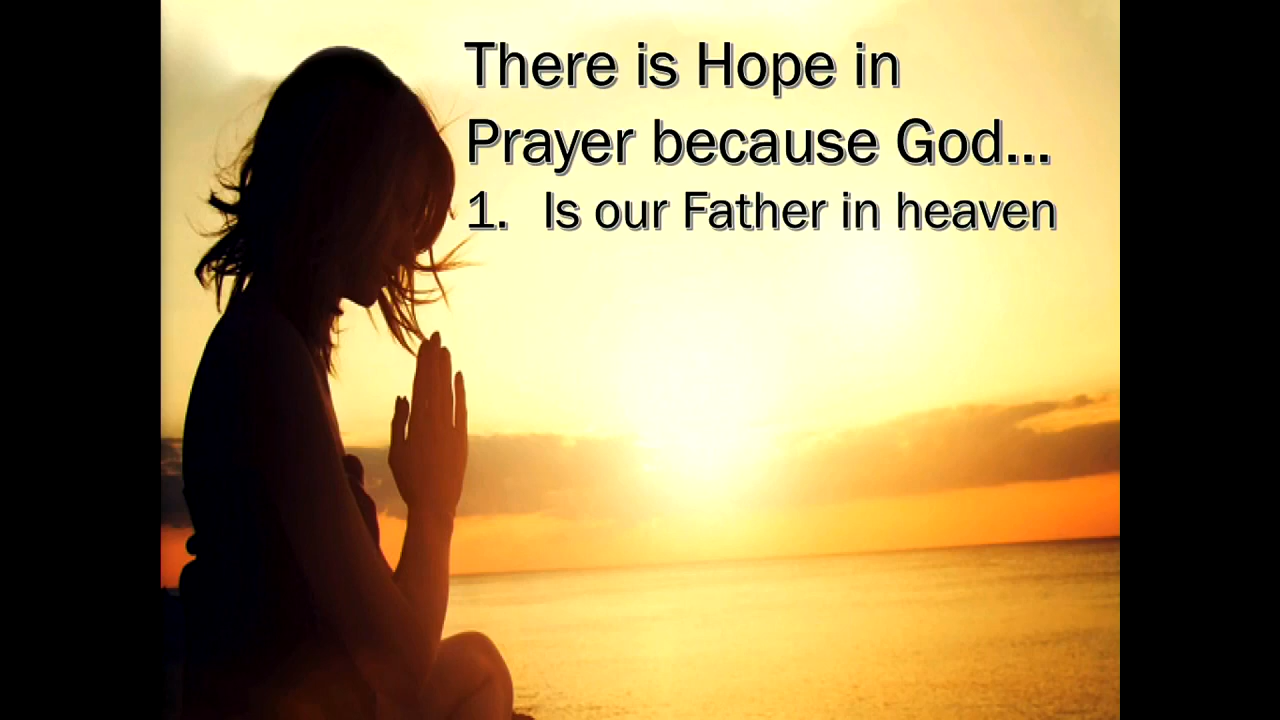 There is Hope in
Prayer because God...
1. Is our Father in heaven